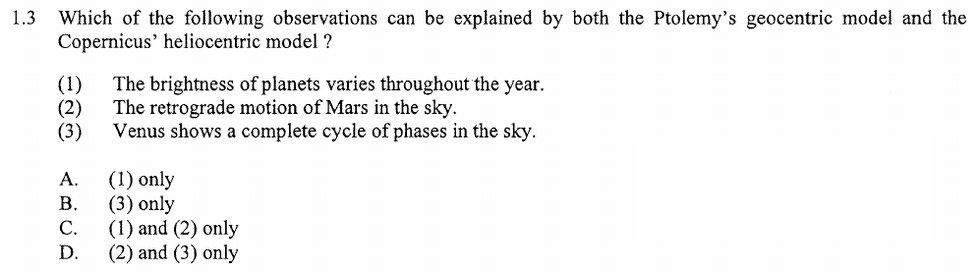 1.3 Which of the following observations can be explained by both the Ptolemy's geocentric model and the
Copernicus' heliocentric model ?
(1) The brightness of planets varies throughout the year.
(2) The retrograde motion of Mars in the sky.
(3) Venus shows a complete cycle of phases in the sky.
A. (1) only
B. (3) only
C. (1) and (2) only
D. (2) and (3) only